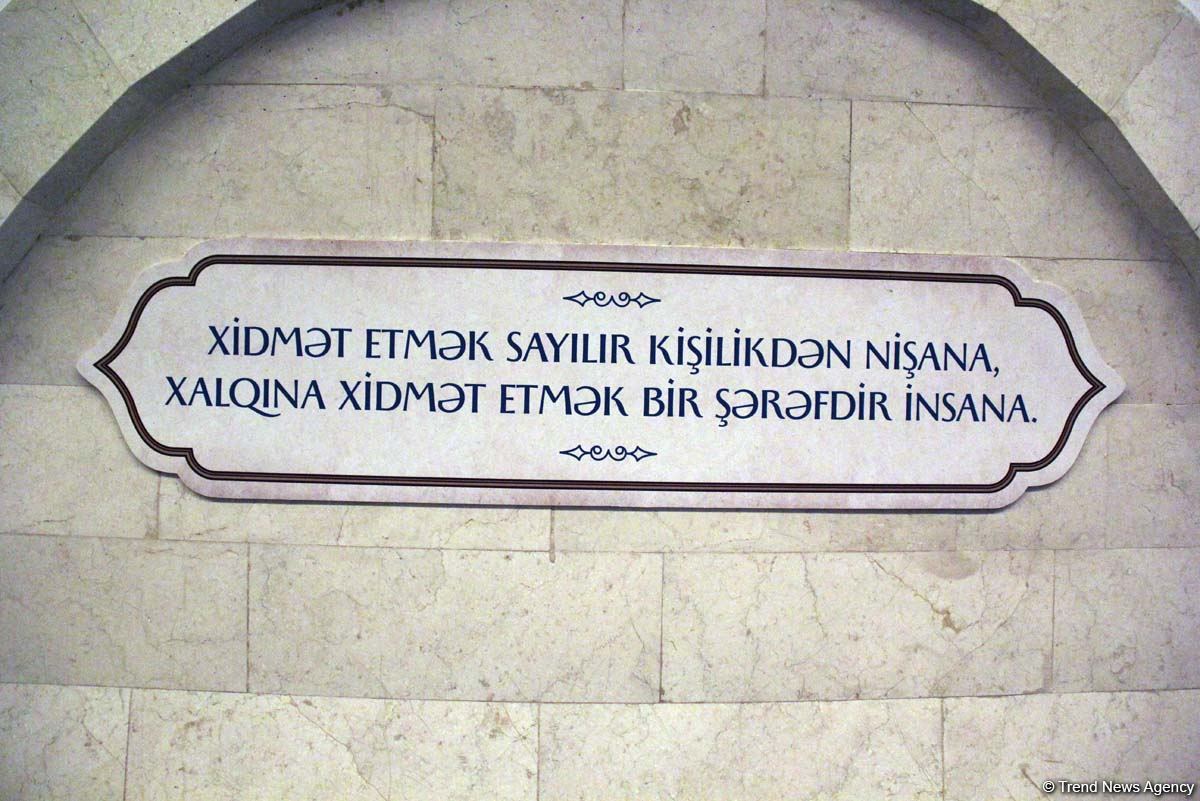 XİDMƏT ETMƏK SAYILIR KİŞİLİKDƏN NİŞANA,
XALQINA XİDMƏT ETMƏK BİR ŞƏRƏFDİR İNSANA.
© Trend News Agency